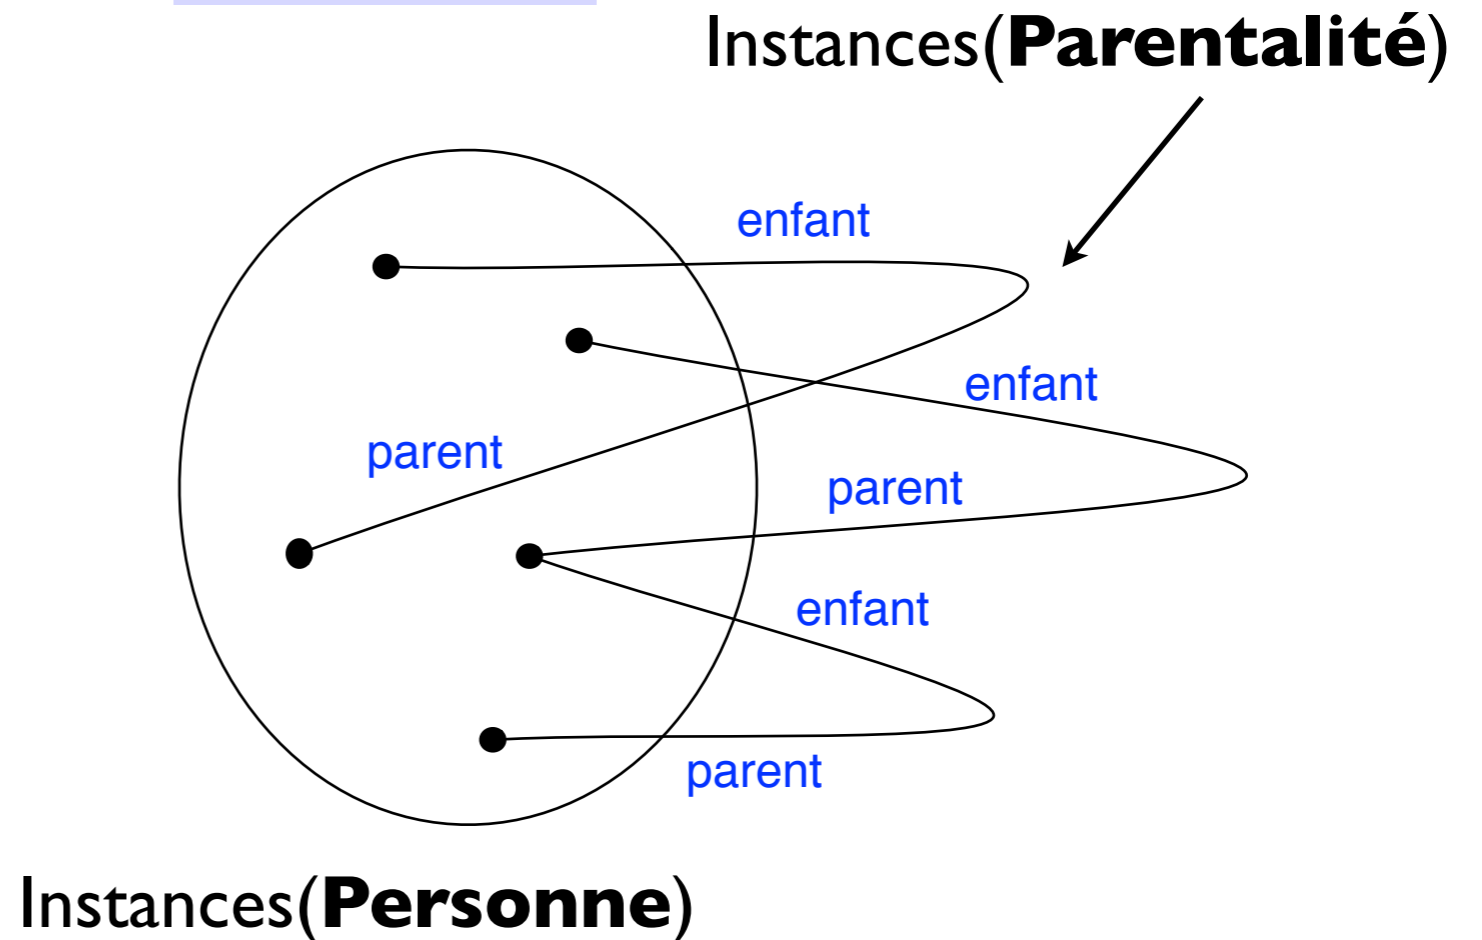 Instances(Parentalité)
enfant
enfant
parent
parent
enfant
parent
Instances(Personne)